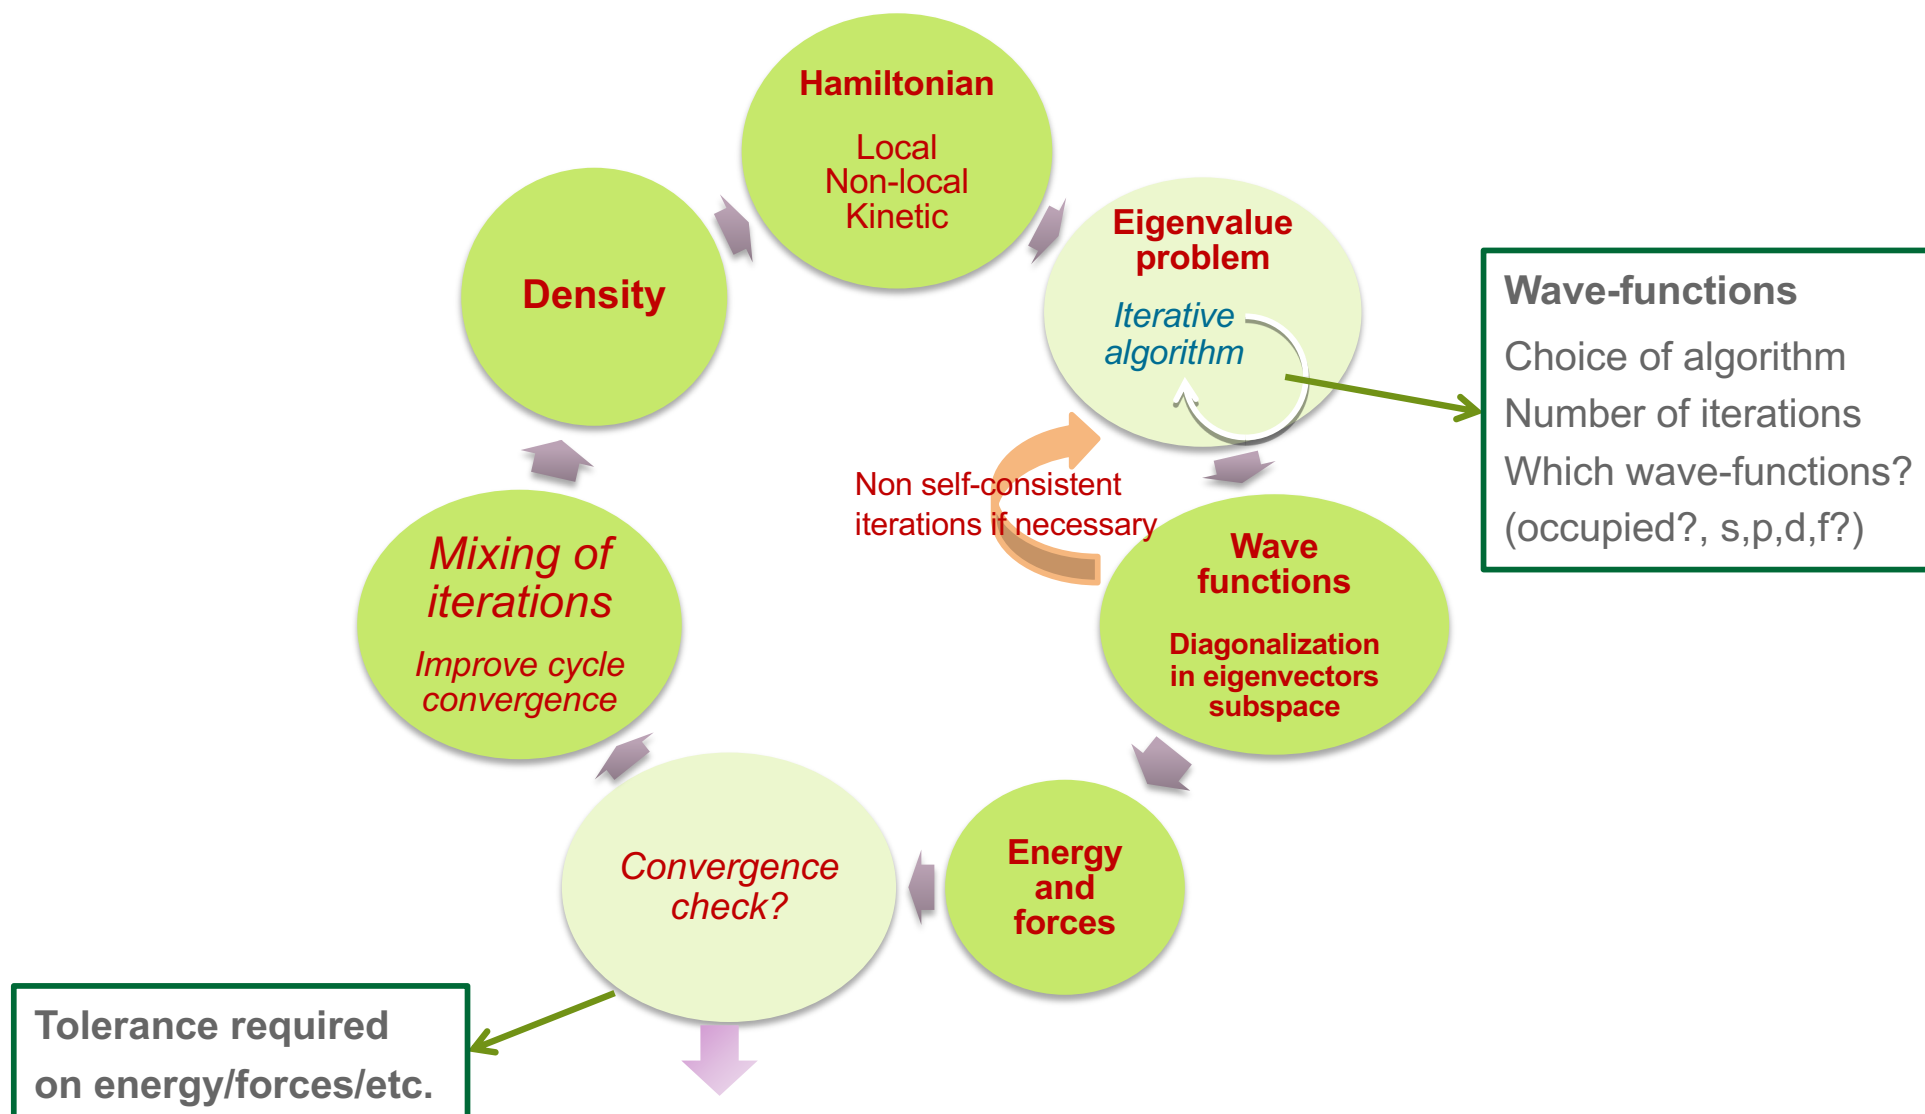 Hamiltonian
Local
Non-local
Kinetic
Eigenvalue
problem
Iterative
algorithm
Wave-functions
Choice of algorithm
Number of iterations
Which wave-functions?
(occupied?, s,p,d,f?)
Density
Non self-consistent
iterations if necessary
Wave
functions
Diagonalization
in eigenvectors
subspace
Mixing of
iterations
Improve cycle
convergence
Energy
and
forces
Convergence
check?
Tolerance required
on energy/forces/etc.